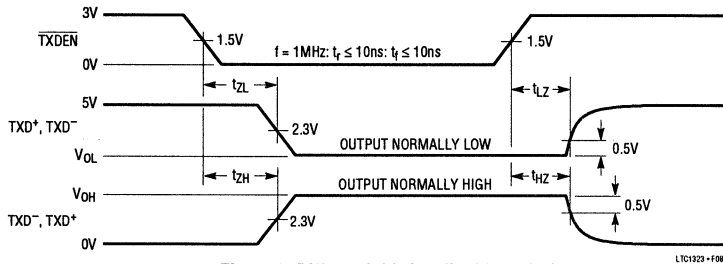 3V
TXDEN
1.5V
f = 1MHz: tr ≤ 10ns: tf ≤ 10ns
1.5V
0V
tZL
tLZ
5V
TXD+, TXD−
2.3V
OUTPUT NORMALLY LOW
0.5V
VOL
tZH
tHZ
VOH
OUTPUT NORMALLY HIGH
0.5V
TXD−, TXD+
2.3V
0V
LTC1323 • F06